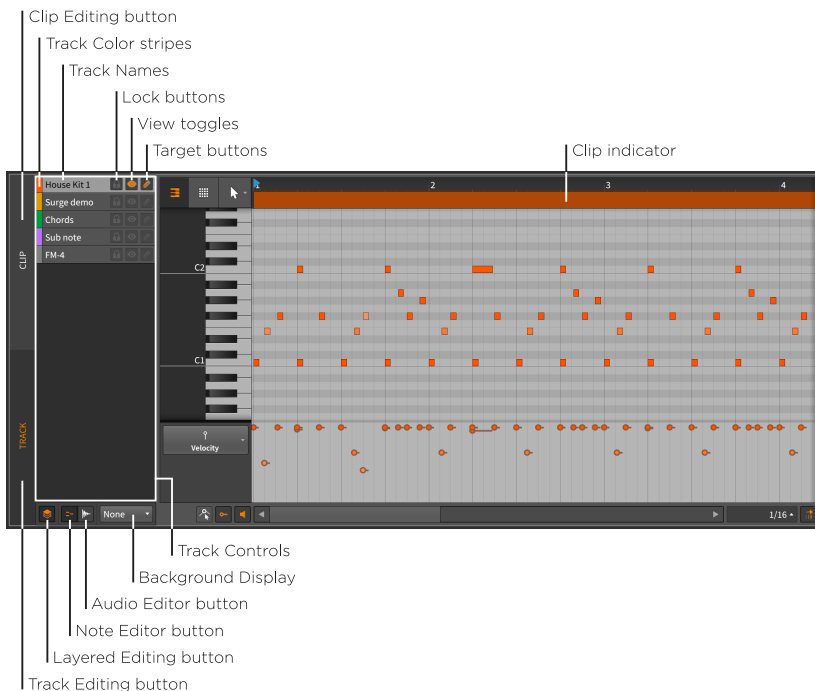 Clip Editing button
Track Color stripes
Track Names
Lock buttons
View toggles
Target buttons
Clip indicator
CLIP
TRACK
House Kit 1
Surge demo
Chords
Sub note
FM-4
1
2
3
4
C2
C1
Velocity
None
1/16
Track Controls
Background Display
Audio Editor button
Note Editor button
Layered Editing button
Track Editing button